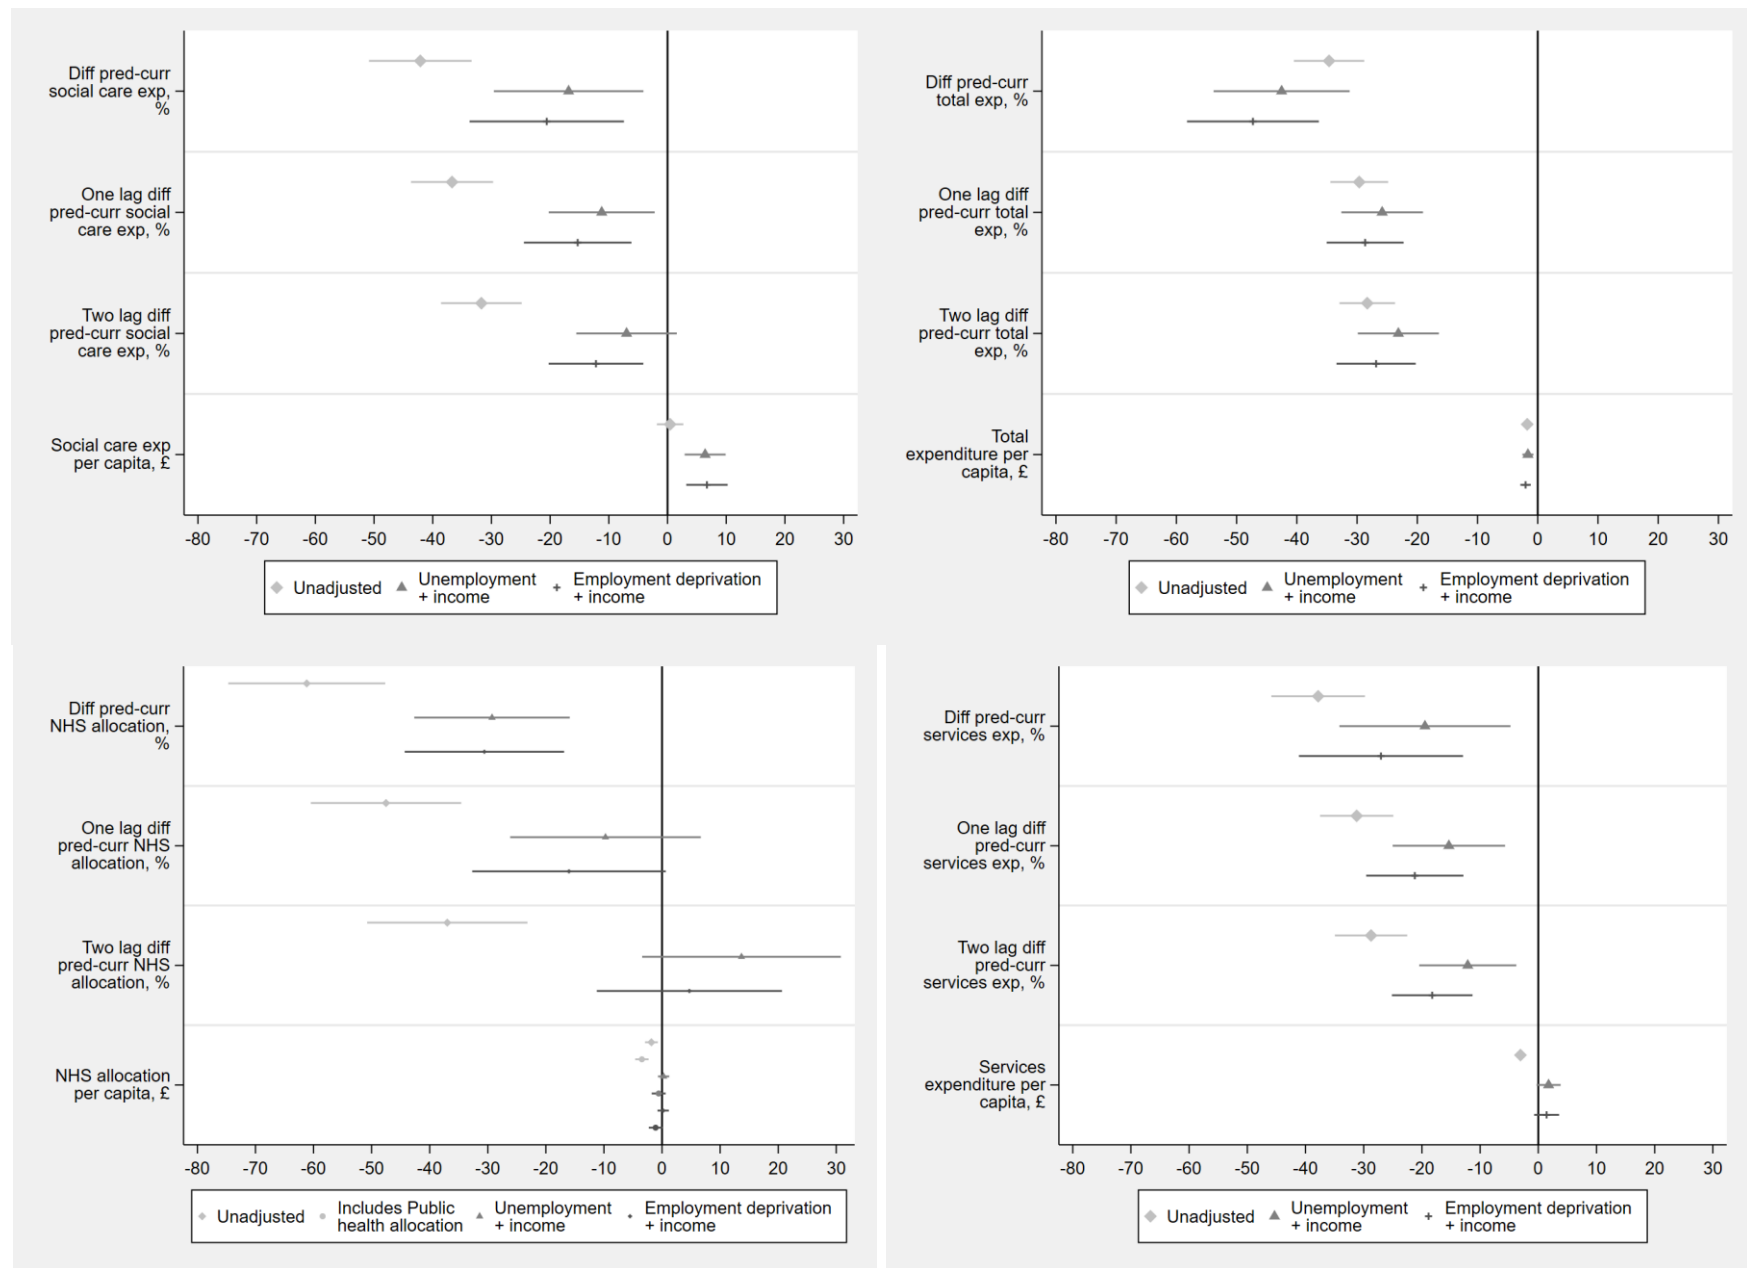 Diff pred-curr
social care exp,
%
One lag diff
pred-curr social
care exp, %
Two lag diff
pred-curr social
care exp, %
Social care exp
per capita, £
-80 -70 -60 -50 -40 -30 -20 -10 0 10 20 30
Unadjusted Unemployment + income Employment deprivation + income
Diff pred-curr
total exp, %
One lag diff
pred-curr total
exp, %
Two lag diff
pred-curr total
exp, %
Total
expenditure per
capita, £
-80 -70 -60 -50 -40 -30 -20 -10 0 10 20 30
Unadjusted Unemployment + income Employment deprivation + income
Diff pred-curr
NHS allocation,
%
One lag diff
pred-curr NHS
allocation, %
Two lag diff
pred-curr NHS
allocation, %
NHS allocation
per capita, £
-80 -70 -60 -50 -40 -30 -20 -10 0 10 20 30
Unadjusted Includes Public health allocation Unemployment + income Employment deprivation + income
Diff pred-curr
services exp, %
One lag diff
pred-curr
services exp, %
Two lag diff
pred-curr
services exp, %
Services
expenditure per
capita, £
-80 -70 -60 -50 -40 -30 -20 -10 0 10 20 30
Unadjusted Unemployment + income Employment deprivation + income